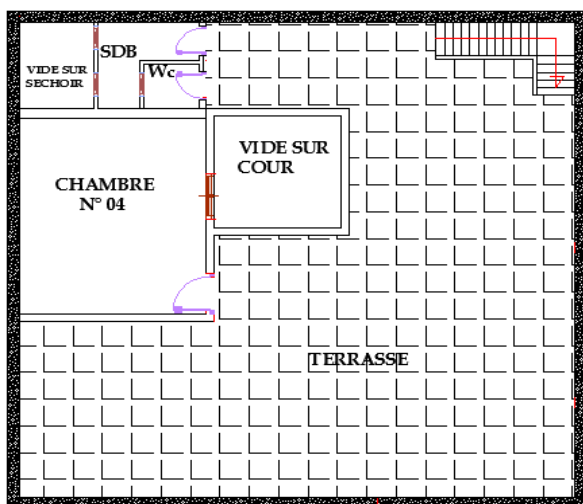 SDB
Wc
VIDE SUR
SECHOIR
VIDE SUR
COUR
CHAMBRE
N° 04
TERRASSE